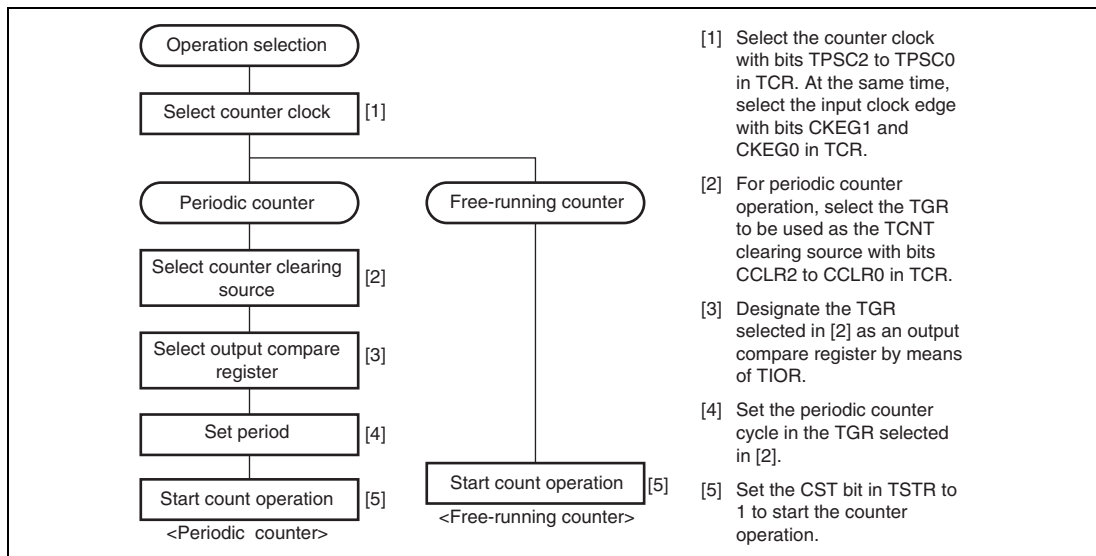 Operation selection
Select counter clock
[1]
Periodic counter
Free-running counter
Select counter clearing
source
[2]
Select output compare
register
[3]
Set period
[4]
Start count operation
[5]
<Periodic counter>
Start count operation
[5]
<Free-running counter>
[1] Select the counter clock
with bits TPSC2 to TPSC0
in TCR. At the same time,
select the input clock edge
with bits CKEG1 and
CKEG0 in TCR.
[2] For periodic counter
operation, select the TGR
to be used as the TCNT
clearing source with bits
CCLR2 to CCLR0 in TCR.
[3] Designate the TGR
selected in [2] as an output
compare register by means
of TIOR.
[4] Set the periodic counter
cycle in the TGR selected
in [2].
[5] Set the CST bit in TSTR to
1 to start the counter
operation.